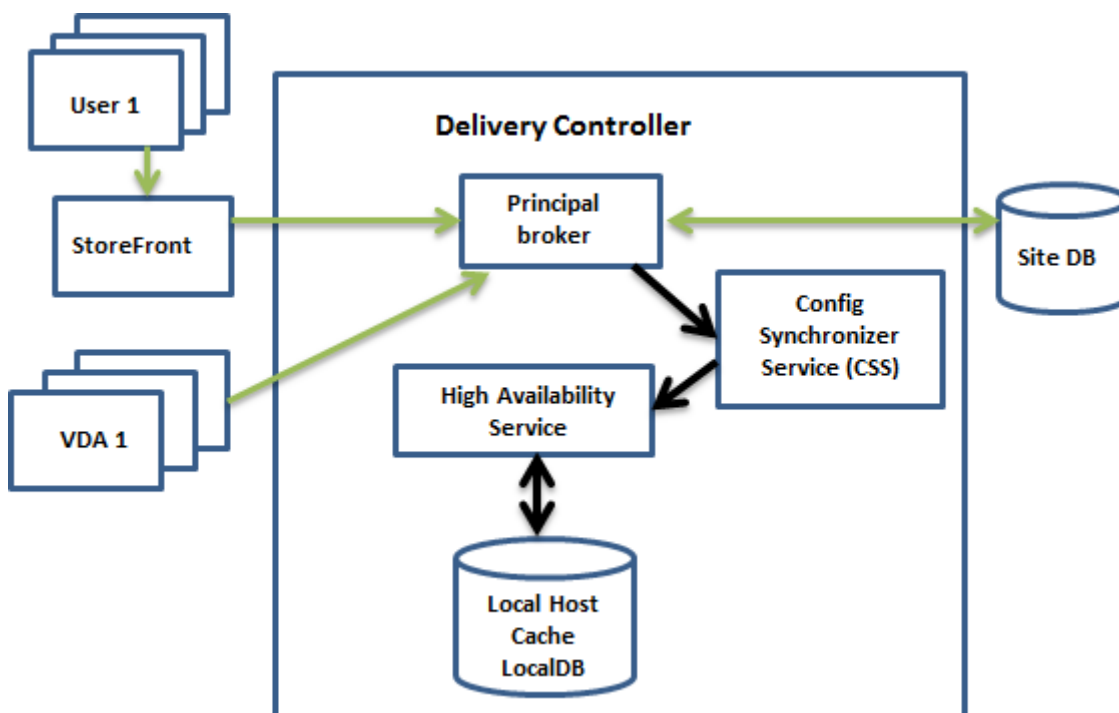 User 1
Delivery Controller
StoreFront
Principal
broker
Site DB
Config
Synchronizer
Service (CSS)
High Availability
Service
VDA 1
Local Host
Cache
LocalDB